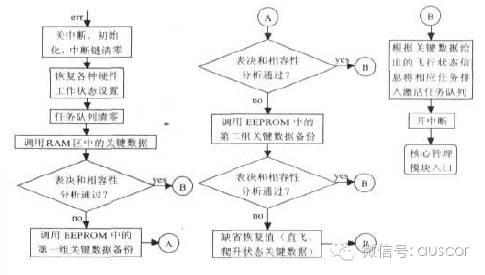 err
关中断、初始
化、中断链清零
恢复各种硬件
工作状态设置
任务队列清零
调用RAM区中的关键数据
表决和相容性
分析通过?
yes
B
no
调用EEPROM中的
第一组关键数据备份
A
A
表决和相容性
分析通过?
yes
B
no
调用EEPROM中的
第二组关键数据备份
表决和相容性
分析通过?
yes
B
no
缺省恢复值(直飞、
爬升状态关键数据)
B
B
根据关键数据给
出的飞行状态信
息将相应任务排
入激活任务队列
开中断
核心管理
模块入口
微信号: auscor